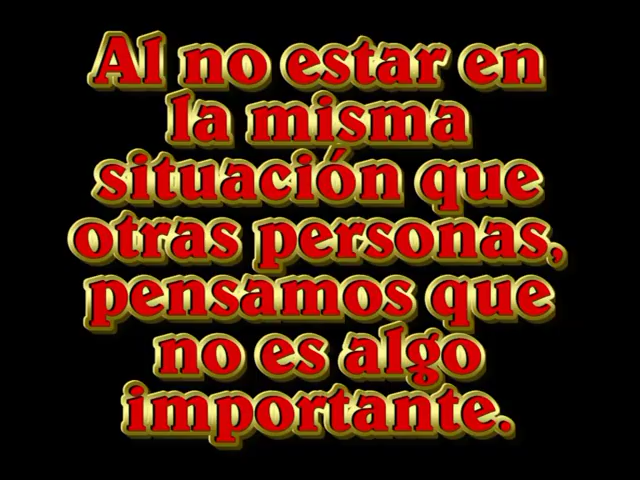 Al no estar en
la misma
situación que
otras personas,
pensamos que
no es algo
importante.